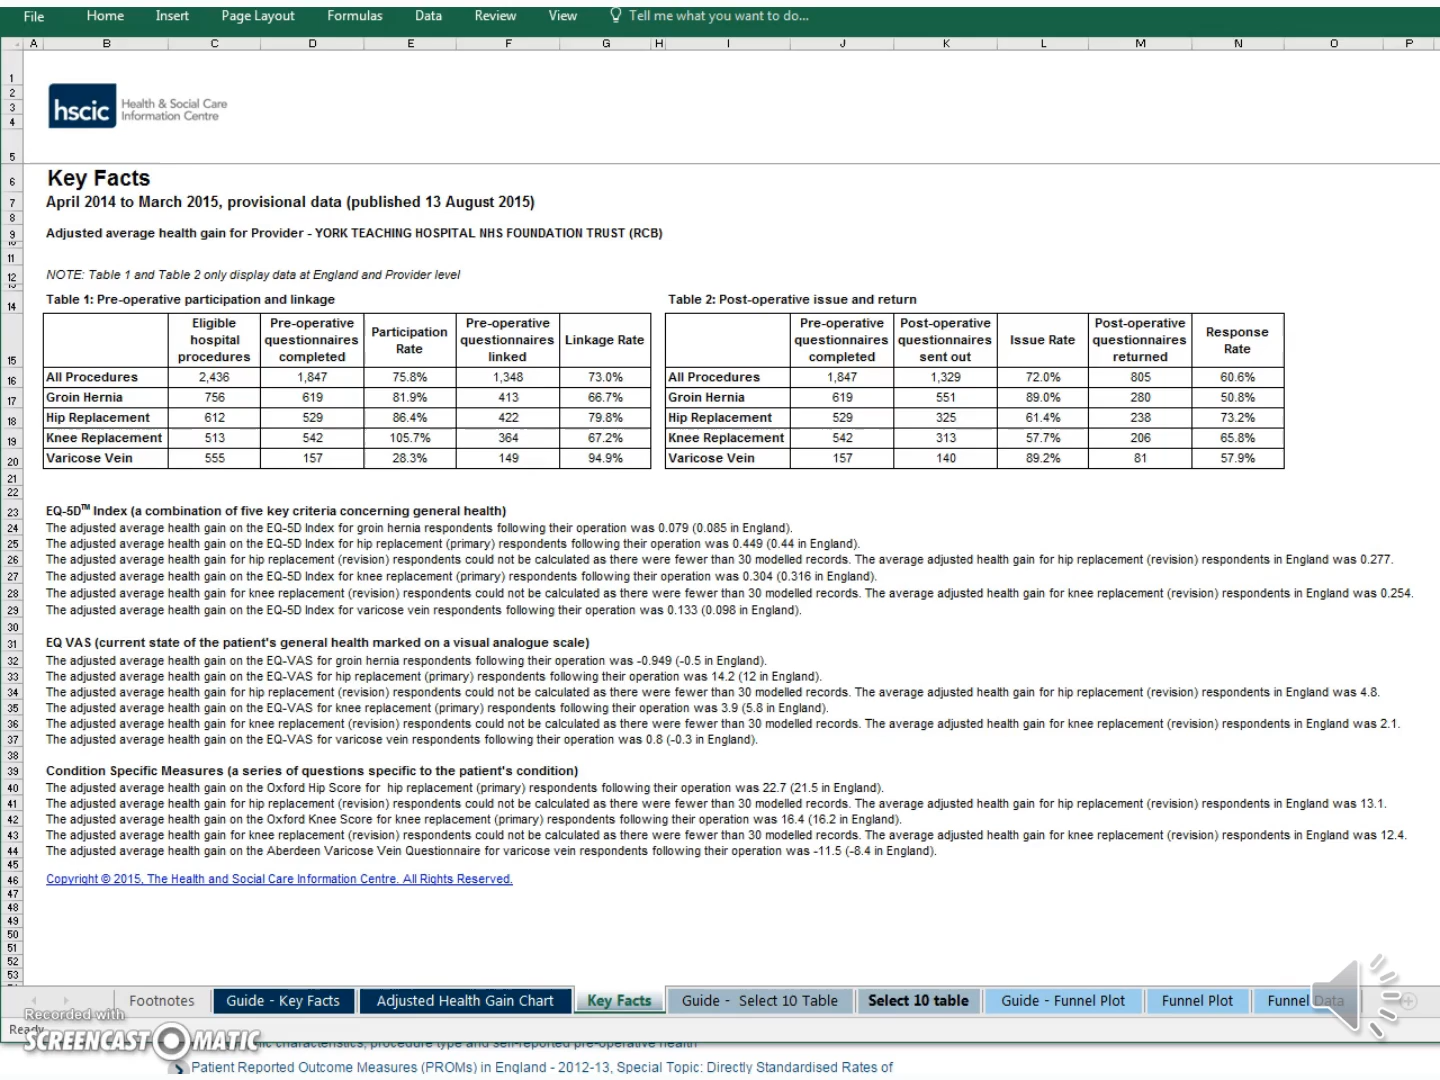 File Home Insert Page Layout Formulas Data Review View Tell me what you want to do...
A B C D E F G H I J K L M N O P
hscic Health & Social Care
Information Centre
Key Facts
April 2014 to March 2015, provisional data (published 13 August 2015)
Adjusted average health gain for Provider - YORK TEACHING HOSPITAL NHS FOUNDATION TRUST (RCB)
NOTE: Table 1 and Table 2 only display data at England and Provider level
Table 1: Pre-operative participation and linkage
Eligible hospital procedures Pre-operative questionnaires completed Participation Rate Pre-operative questionnaires linked Linkage Rate
All Procedures 2,436 1,847 75.8% 1,348 73.0%
Groin Hernia 756 619 81.9% 413 66.7%
Hip Replacement 612 529 86.4% 422 79.8%
Knee Replacement 513 542 105.7% 364 67.2%
Varicose Vein 555 157 28.3% 149 94.9%
Table 2: Post-operative issue and return
Pre-operative questionnaires completed Post-operative questionnaires sent out Issue Rate Post-operative questionnaires returned Response Rate
All Procedures 1,847 1,329 72.0% 805 60.6%
Groin Hernia 619 551 89.0% 280 50.8%
Hip Replacement 529 325 61.4% 238 73.2%
Knee Replacement 542 313 57.7% 206 65.8%
Varicose Vein 157 140 89.2% 81 57.9%
EQ-5D™ Index (a combination of five key criteria concerning general health)
The adjusted average health gain on the EQ-5D Index for groin hernia respondents following their operation was 0.079 (0.085 in England).
The adjusted average health gain on the EQ-5D Index for hip replacement (primary) respondents following their operation was 0.449 (0.44 in England).
The adjusted average health gain for hip replacement (revision) respondents could not be calculated as there were fewer than 30 modelled records. The average adjusted health gain for hip replacement (revision) respondents in England was 0.277.
The adjusted average health gain on the EQ-5D Index for knee replacement (primary) respondents following their operation was 0.304 (0.316 in England).
The adjusted average health gain for knee replacement (revision) respondents could not be calculated as there were fewer than 30 modelled records. The average adjusted health gain for knee replacement (revision) respondents in England was 0.254.
The adjusted average health gain on the EQ-5D Index for varicose vein respondents following their operation was 0.133 (0.098 in England).
EQ VAS (current state of the patient's general health marked on a visual analogue scale)
The adjusted average health gain on the EQ-VAS for groin hernia respondents following their operation was -0.949 (-0.5 in England).
The adjusted average health gain on the EQ-VAS for hip replacement (primary) respondents following their operation was 14.2 (12 in England).
The adjusted average health gain for hip replacement (revision) respondents could not be calculated as there were fewer than 30 modelled records. The average adjusted health gain for hip replacement (revision) respondents in England was 4.8.
The adjusted average health gain on the EQ-VAS for knee replacement (primary) respondents following their operation was 3.9 (5.8 in England).
The adjusted average health gain for knee replacement (revision) respondents could not be calculated as there were fewer than 30 modelled records. The average adjusted health gain for knee replacement (revision) respondents in England was 2.1.
The adjusted average health gain on the EQ-VAS for varicose vein respondents following their operation was 0.8 (-0.3 in England).
Condition Specific Measures (a series of questions specific to the patient's condition)
The adjusted average health gain on the Oxford Hip Score for hip replacement (primary) respondents following their operation was 22.7 (21.5 in England).
The adjusted average health gain for hip replacement (revision) respondents could not be calculated as there were fewer than 30 modelled records. The average adjusted health gain for hip replacement (revision) respondents in England was 13.1.
The adjusted average health gain on the Oxford Knee Score for knee replacement (primary) respondents following their operation was 16.4 (16.2 in England).
The adjusted average health gain for knee replacement (revision) respondents could not be calculated as there were fewer than 30 modelled records. The average adjusted health gain for knee replacement (revision) respondents in England was 12.4.
The adjusted average health gain on the Aberdeen Varicose Vein Questionnaire for varicose vein respondents following their operation was -11.5 (-8.4 in England).
Copyright © 2015, The Health and Social Care Information Centre. All Rights Reserved.
Footnotes Guide - Key Facts Adjusted Health Gain Chart Key Facts Guide - Select 10 Table Select 10 table Guide - Funnel Plot Funnel Plot Funnel Data
Recorded with
Ready
SCREENCAST MATIC
characteristics, procedure type and self-reported pre-operative health
Patient Reported Outcome Measures (PROMs) in England - 2012-13, Special Topic: Directly Standardised Rates of